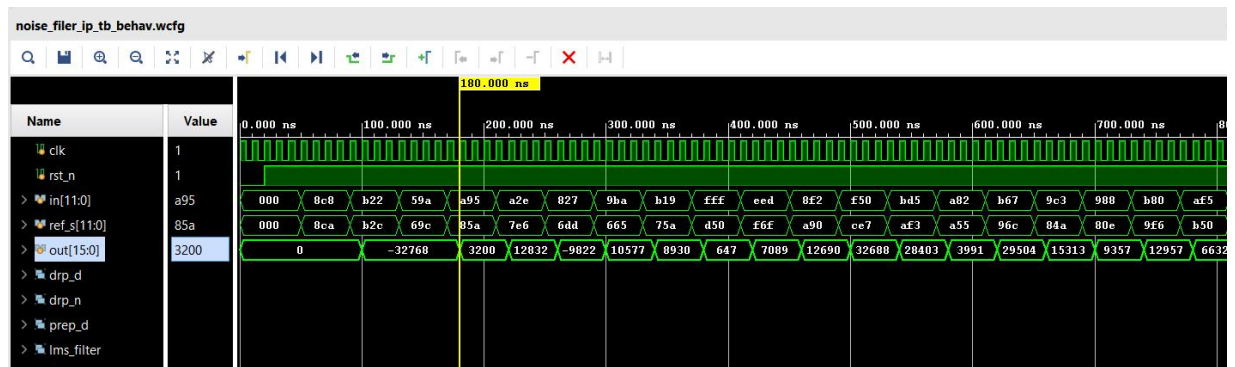 noise_filer_ip_tb_behav.wcfg
180.000 ns
Name Value 0.000 ns 100.000 ns 200.000 ns 300.000 ns 400.000 ns 500.000 ns 600.000 ns 700.000 ns 8
clk 1
rst_n 1
in[11:0] a95 000 8c8 b22 59a a95 a2e 827 9ba b19 fff eed 8f2 f50 bd5 a82 b67 9c3 988 b80 af5
ref_s[11:0] 85a 000 8ca b2c 69c 85a 7e6 6dd 665 75a d50 f6f a90 ce7 af3 a55 96c 84a 80e 9f6 b50
out[15:0] 3200 0 -32768 3200 12832 -9822 10577 8930 647 7089 12690 32688 28403 3991 29504 15313 9357 12957 6632
drp_d
drp_n
prep_d
lms_filter